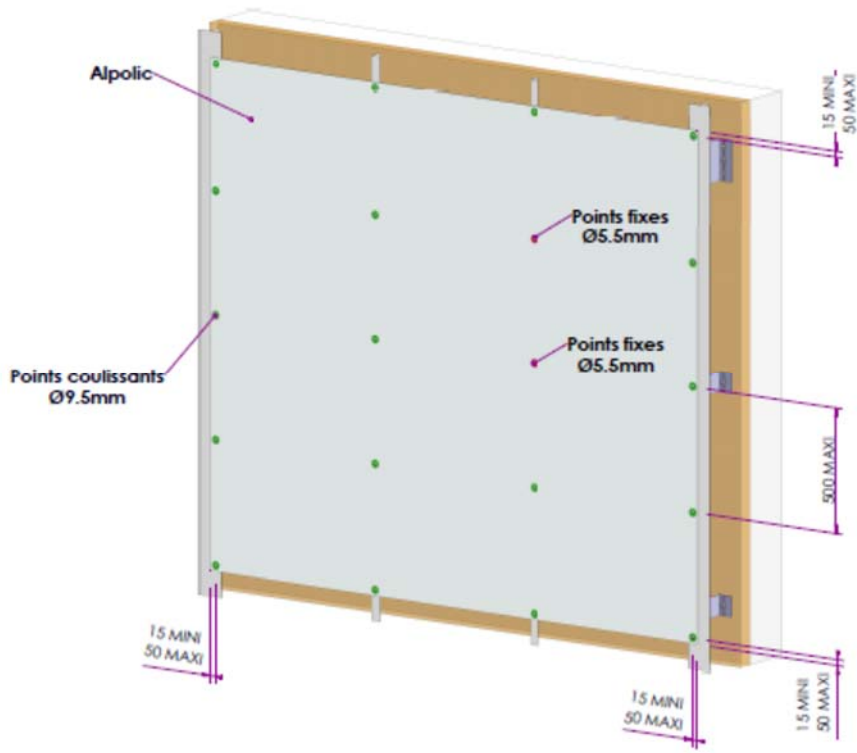 Alpolic
15 MINI
50 MAXI
Points fixes
Ø5.5mm
Points fixes
Ø5.5mm
Points coulissants
Ø9.5mm
500 MAXI
15 MINI
50 MAXI
15 MINI
50 MAXI
15 MINI
50 MAXI